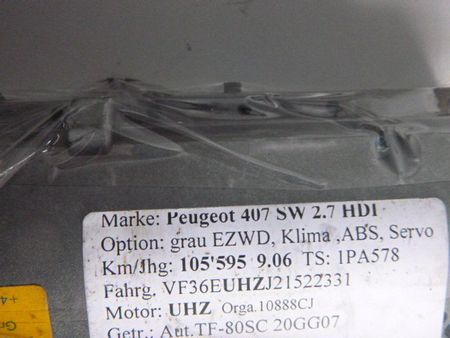 Marke: Peugeot 407 SW 2.7 HDI
Option: grau EZWD, Klima ,ABS, Servo
Km/Jhg: 105'595 9.06 TS: 1PA578
Fahrg. VF36EUHZJ21522331
Motor: UHZ Orga.10888CJ
Getr.: Aut.TF-80SC 20GG07